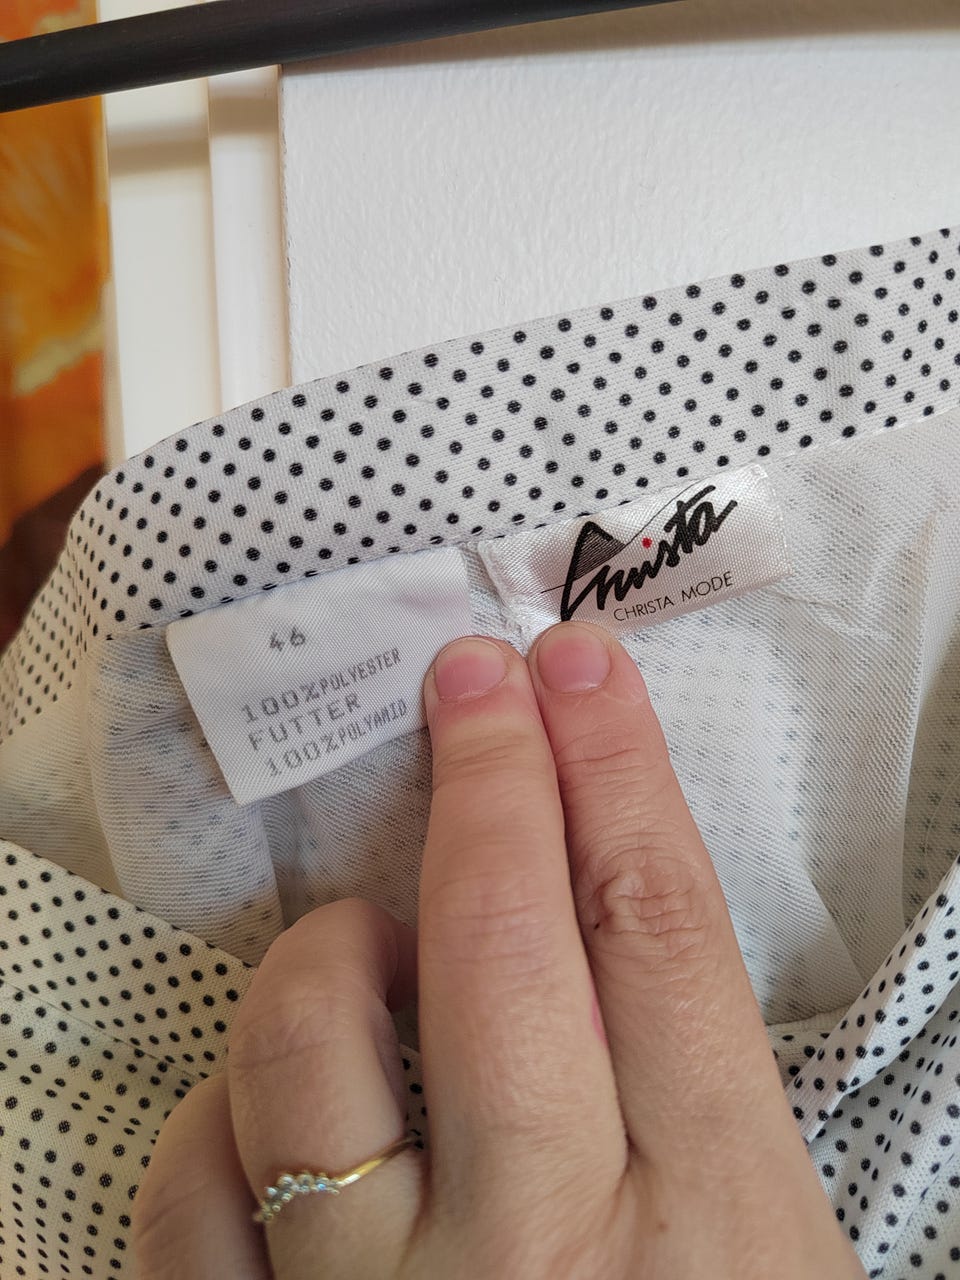 46
100%POLYESTER
FUTTER
100%POLYAMID
Christa
CHRISTA MODE